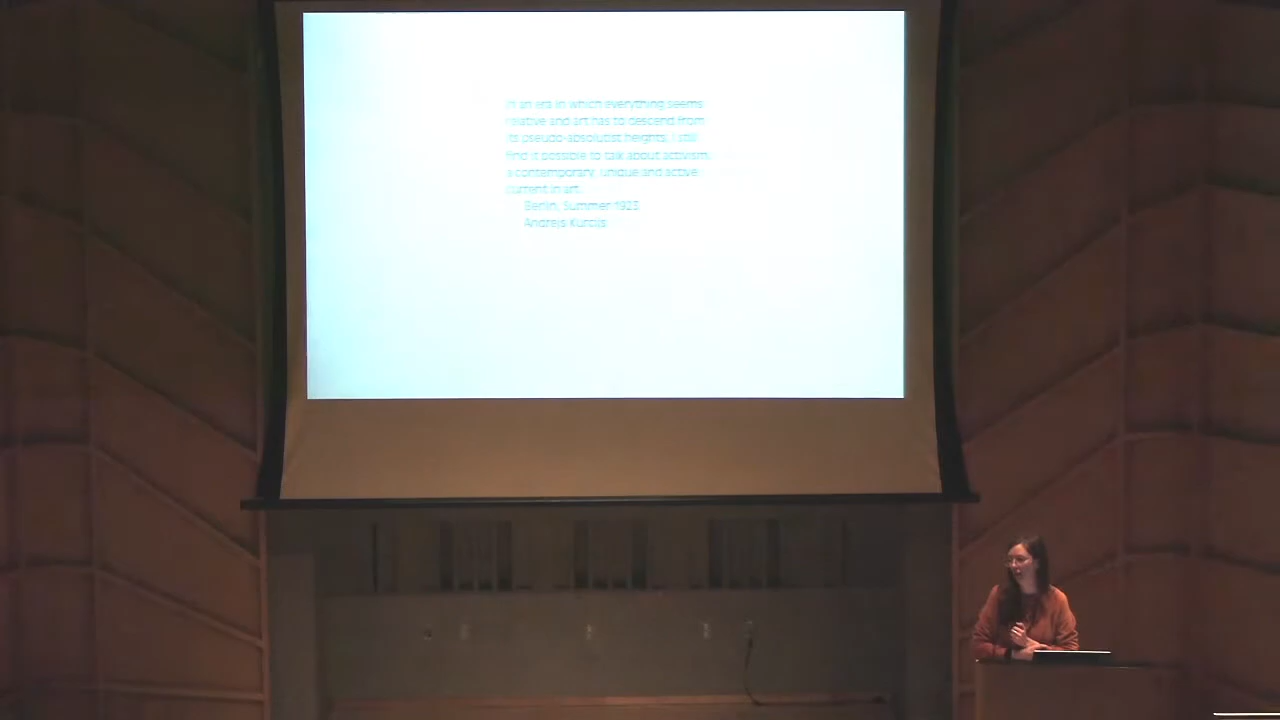 In an era in which everything seems
relative and art has to descend from
its pseudo-absolutist heights, I still
find it possible to talk about activism,
a contemporary, unique and active
current in art.
Berlin, Summer 1923
Andrejs Kurcijs